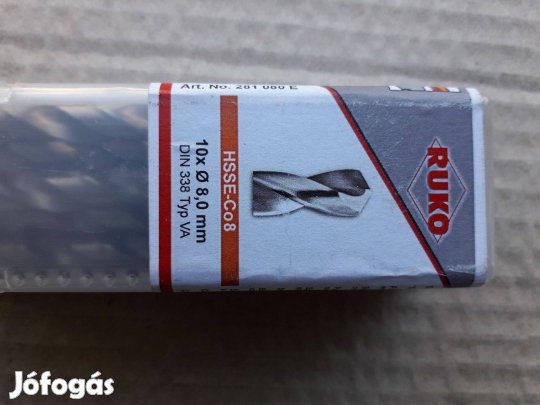 Art. No. 281 080 E
RUKO
HSSE-Co8
10x Ø 8,0 mm
DIN 338 Typ VA
Jófogás